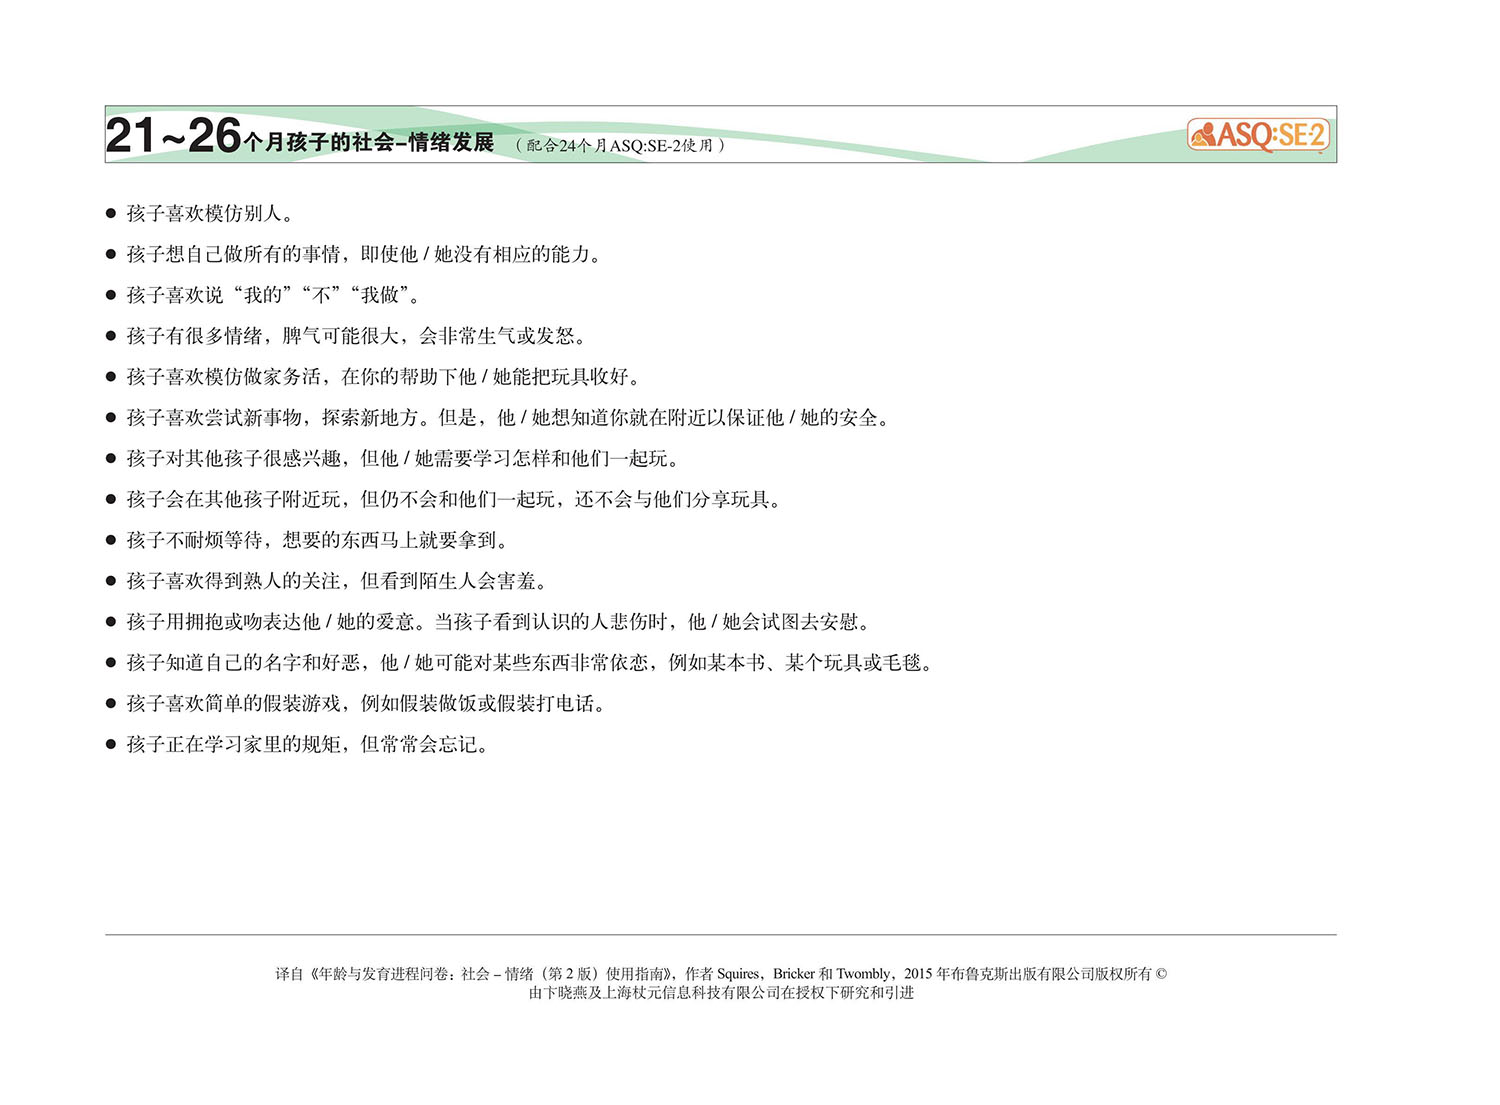 21~26个月孩子的社会-情绪发展 （配合24个月ASQ:SE-2使用）
ASQ:SE-2
● 孩子喜欢模仿别人。
● 孩子想自己做所有的事情，即使他 / 她没有相应的能力。
● 孩子喜欢说 “我的” “不” “我做”。
● 孩子有很多情绪，脾气可能很大，会非常生气或发怒。
● 孩子喜欢模仿做家务活，在你的帮助下他 / 她能把玩具收好。
● 孩子喜欢尝试新事物，探索新地方。但是，他 / 她想知道你就在附近以保证他 / 她的安全。
● 孩子对其他孩子很感兴趣，但他 / 她需要学习怎样和他们一起玩。
● 孩子会在其他孩子附近玩，但仍不会和他们一起玩，还不会与他们分享玩具。
● 孩子不耐烦等待，想要的东西马上就要拿到。
● 孩子喜欢得到熟人的关注，但看到陌生人会害羞。
● 孩子用拥抱或吻表达他 / 她的爱意。当孩子看到认识的人悲伤时，他 / 她会试图去安慰。
● 孩子知道自己的名字和好恶，他 / 她可能对某些东西非常依恋，例如某本书、某个玩具或毛毯。
● 孩子喜欢简单的假装游戏，例如假装做饭或假装打电话。
● 孩子正在学习家里的规矩，但常常会忘记。
译自《年龄与发育进程问卷：社会 – 情绪（第 2 版）使用指南》，作者 Squires，Bricker 和 Twombly，2015 年布鲁克斯出版有限公司版权所有 ©
由卞晓燕及上海杖元信息科技有限公司在授权下研究和引进